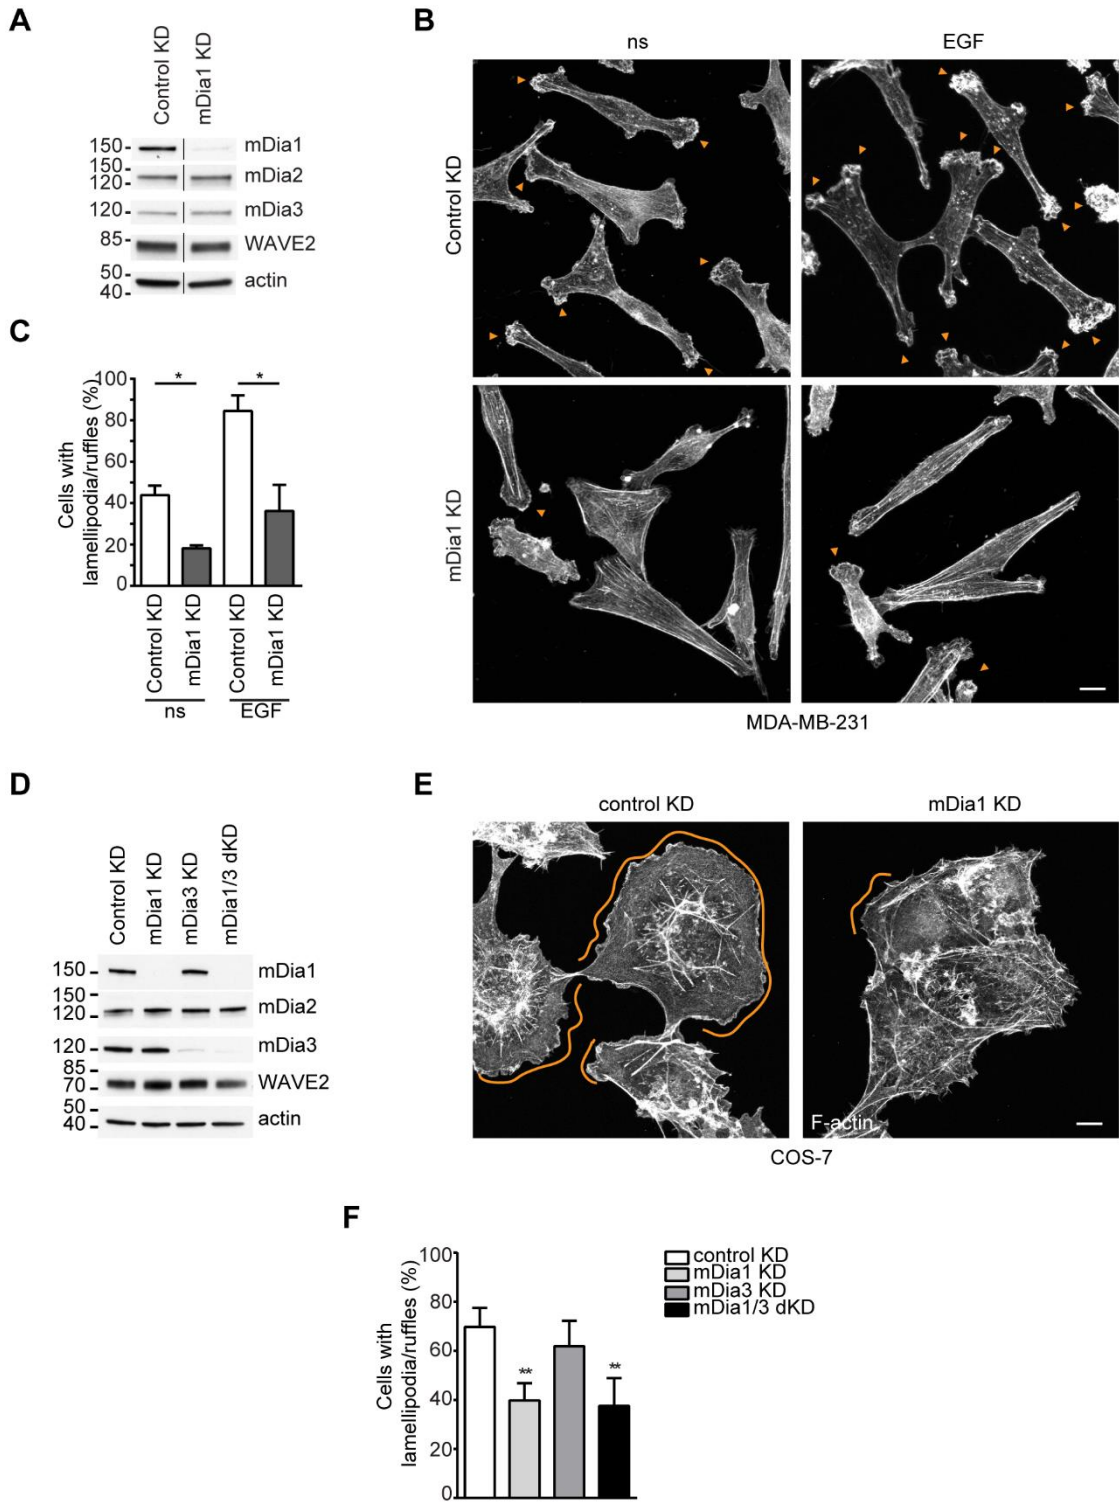 A
Control KD
mDia1 KD
150
mDia1
150
120
mDia2
120
mDia3
85
WAVE2
50
40
actin
B
ns
EGF
Control KD
mDia1 KD
MDA-MB-231
C
Cells with
lamellipodia/ruffles (%)
100
80
60
40
20
0
*
*
Control KD
mDia1 KD
Control KD
mDia1 KD
ns
EGF
D
Control KD
mDia1 KD
mDia3 KD
mDia1/3 dKD
150
mDia1
150
120
mDia2
120
mDia3
85
70
WAVE2
50
40
actin
E
control KD
mDia1 KD
F-actin
COS-7
F
Cells with
lamellipodia/ruffles (%)
100
80
60
40
20
0
**
**
control KD
mDia1 KD
mDia3 KD
mDia1/3 dKD